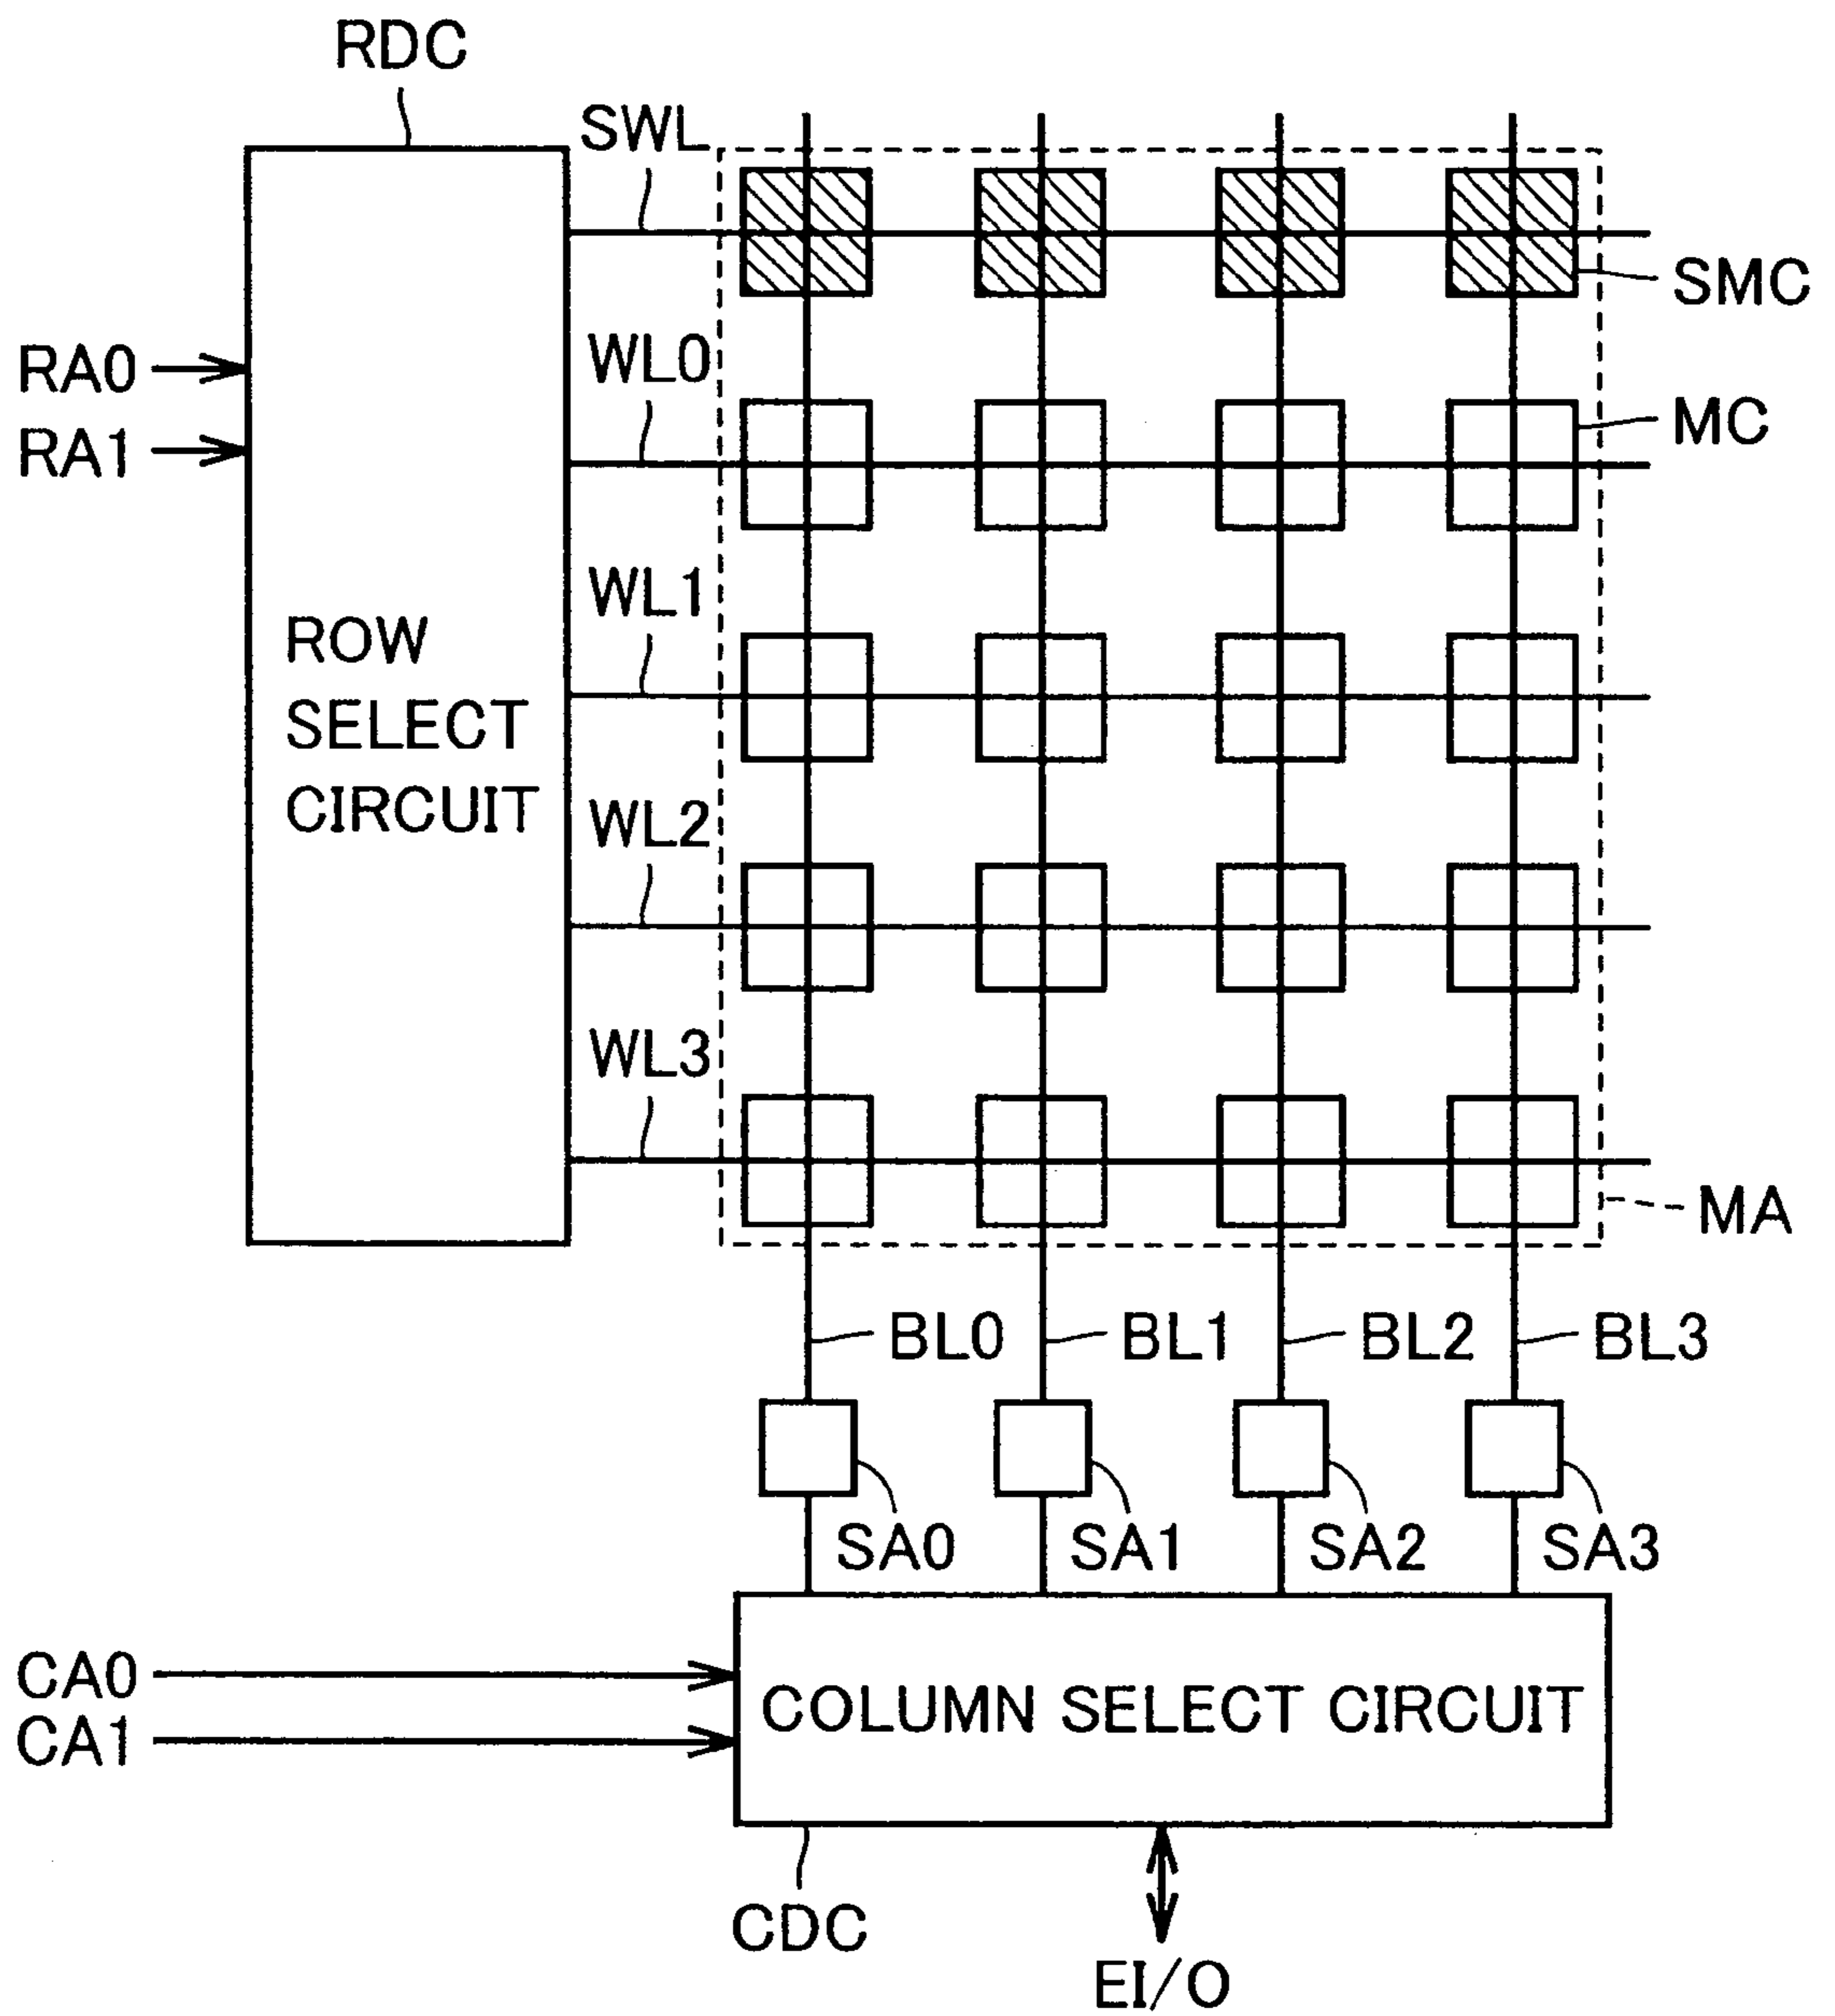 RDC
SWL
SMC
WL0
RA0
MC
RA1
WL1
ROW
SELECT
CIRCUIT
WL2
WL3
MA
BL0
BL1
BL2
BL3
SA0
SA1
SA2
SA3
CA0
COLUMN SELECT CIRCUIT
CA1
CDC
EI/O